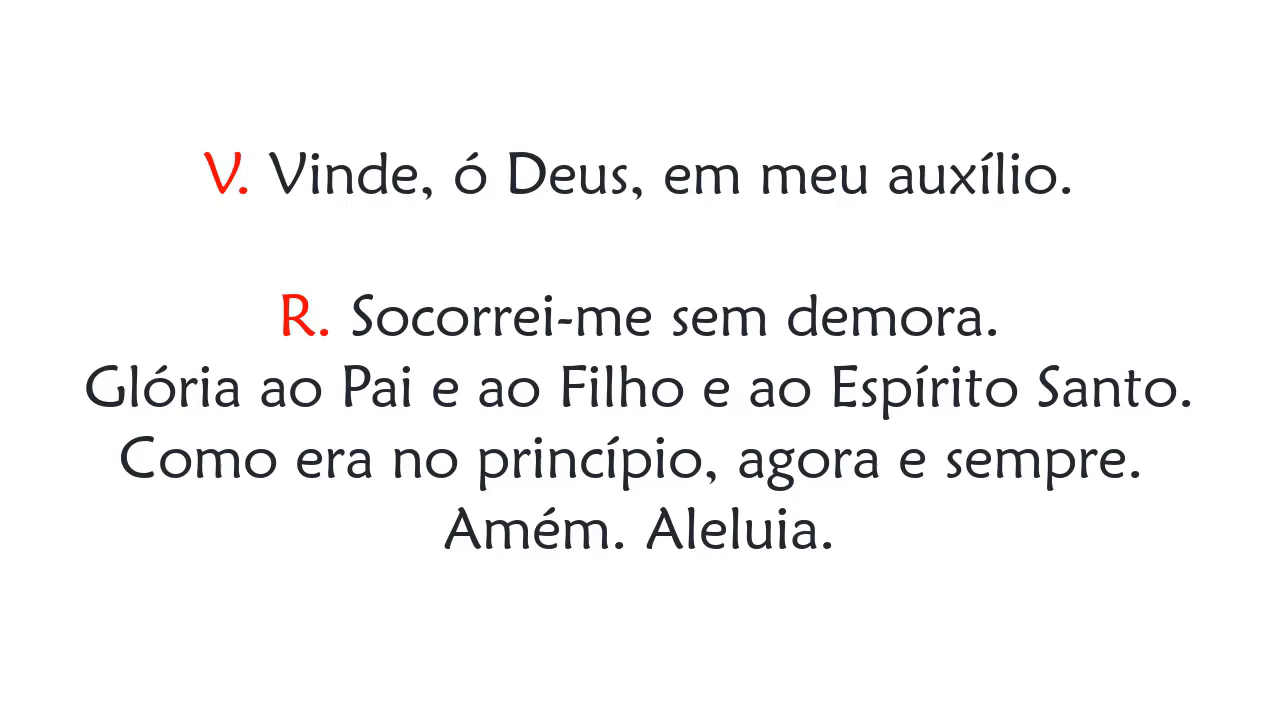 V. Vinde, ó Deus, em meu auxílio.
R. Socorrei-me sem demora.
Glória ao Pai e ao Filho e ao Espírito Santo.
Como era no princípio, agora e sempre.
Amém. Aleluia.